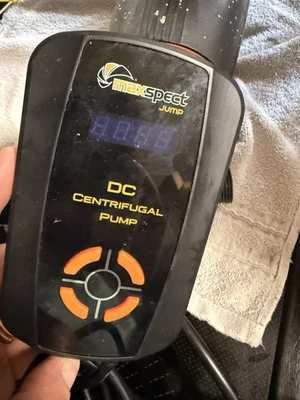 maxspect
JUMP
DC
CENTRIFUGAL
PUMP